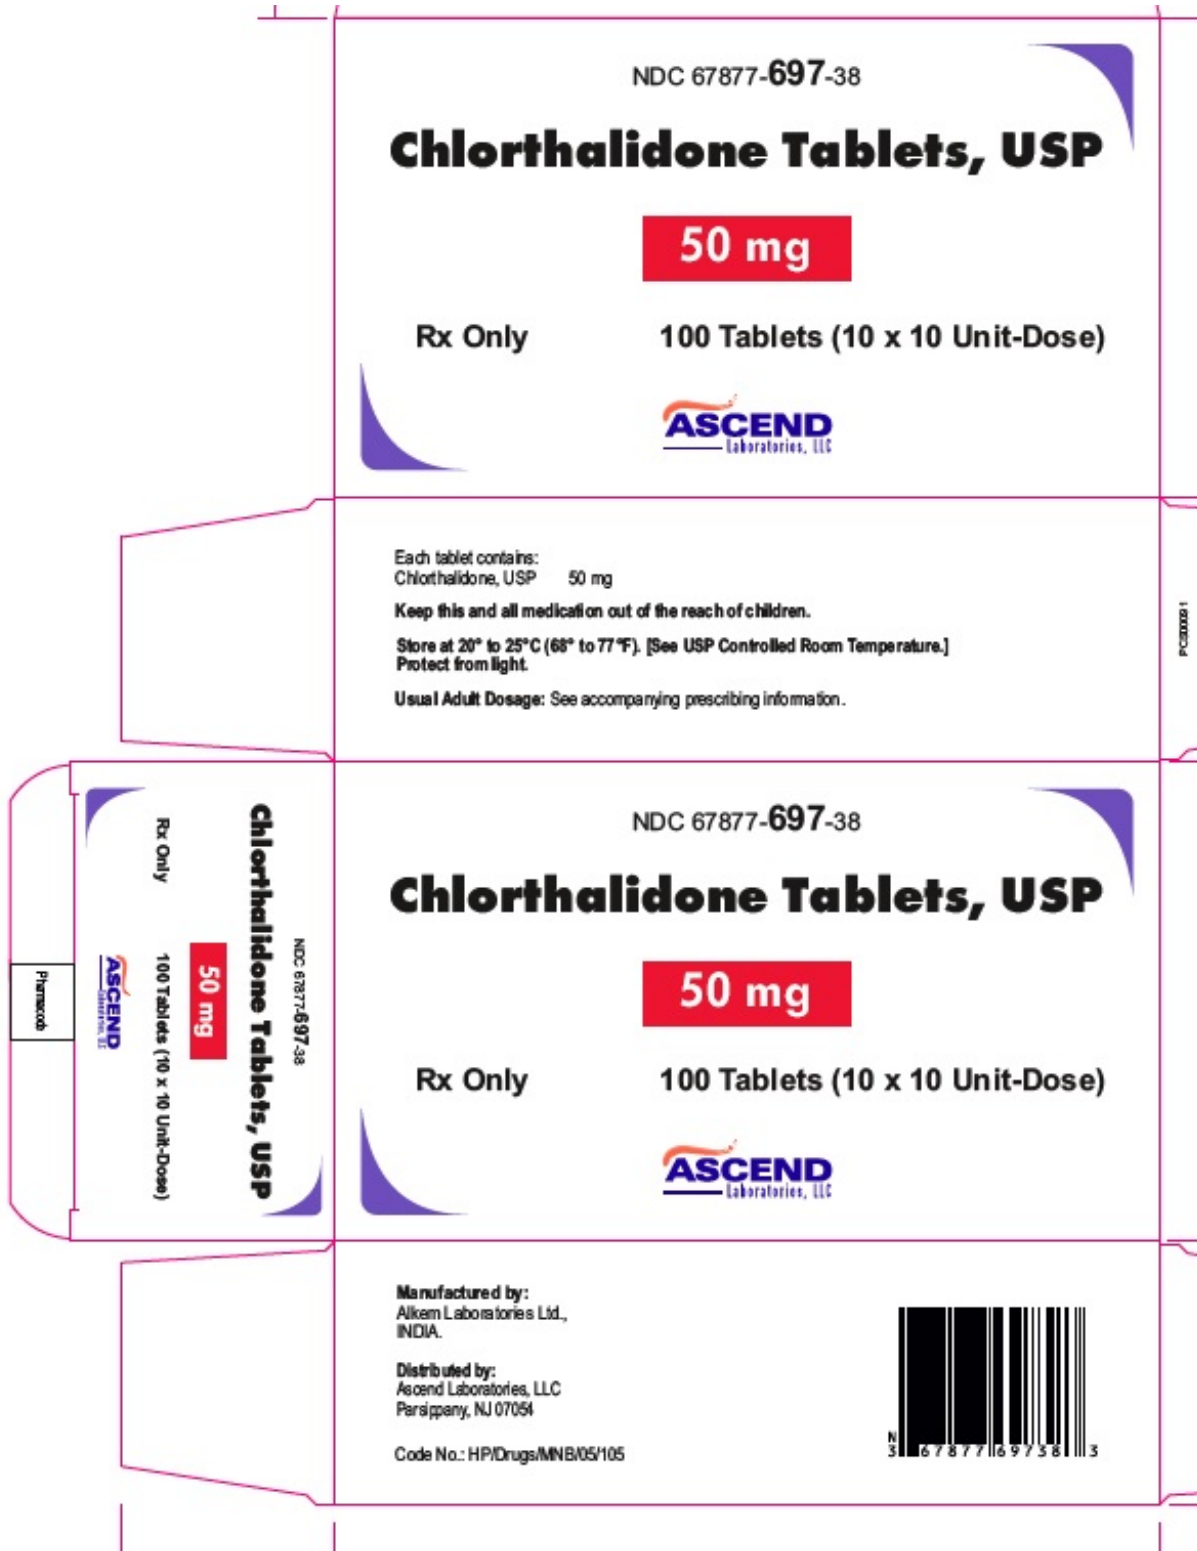 NDC 67877-697-38
Chlorthalidone Tablets, USP
50 mg
Rx Only 100 Tablets (10 x 10 Unit-Dose)
ASCEND
Laboratories, LLC
Each tablet contains:
Chlorthalidone, USP 50 mg
Keep this and all medication out of the reach of children.
Store at 20° to 25°C (68° to 77°F). [See USP Controlled Room Temperature.]
Protect from light.
Usual Adult Dosage: See accompanying prescribing information.
NDC 67877-697-38
Chlorthalidone Tablets, USP
50 mg
Rx Only 100 Tablets (10 x 10 Unit-Dose)
ASCEND
Laboratories, LLC
Pharmacode
NDC 67877-697-38
Chlorthalidone Tablets, USP
50 mg
Rx Only 100 Tablets (10 x 10 Unit-Dose)
ASCEND
Laboratories, LLC
Manufactured by:
Alkem Laboratories Ltd.,
INDIA.
Distributed by:
Ascend Laboratories, LLC
Parsippany, NJ 07054
Code No.: HP/Drugs/MNB/05/105
N
3 67877 69738 3